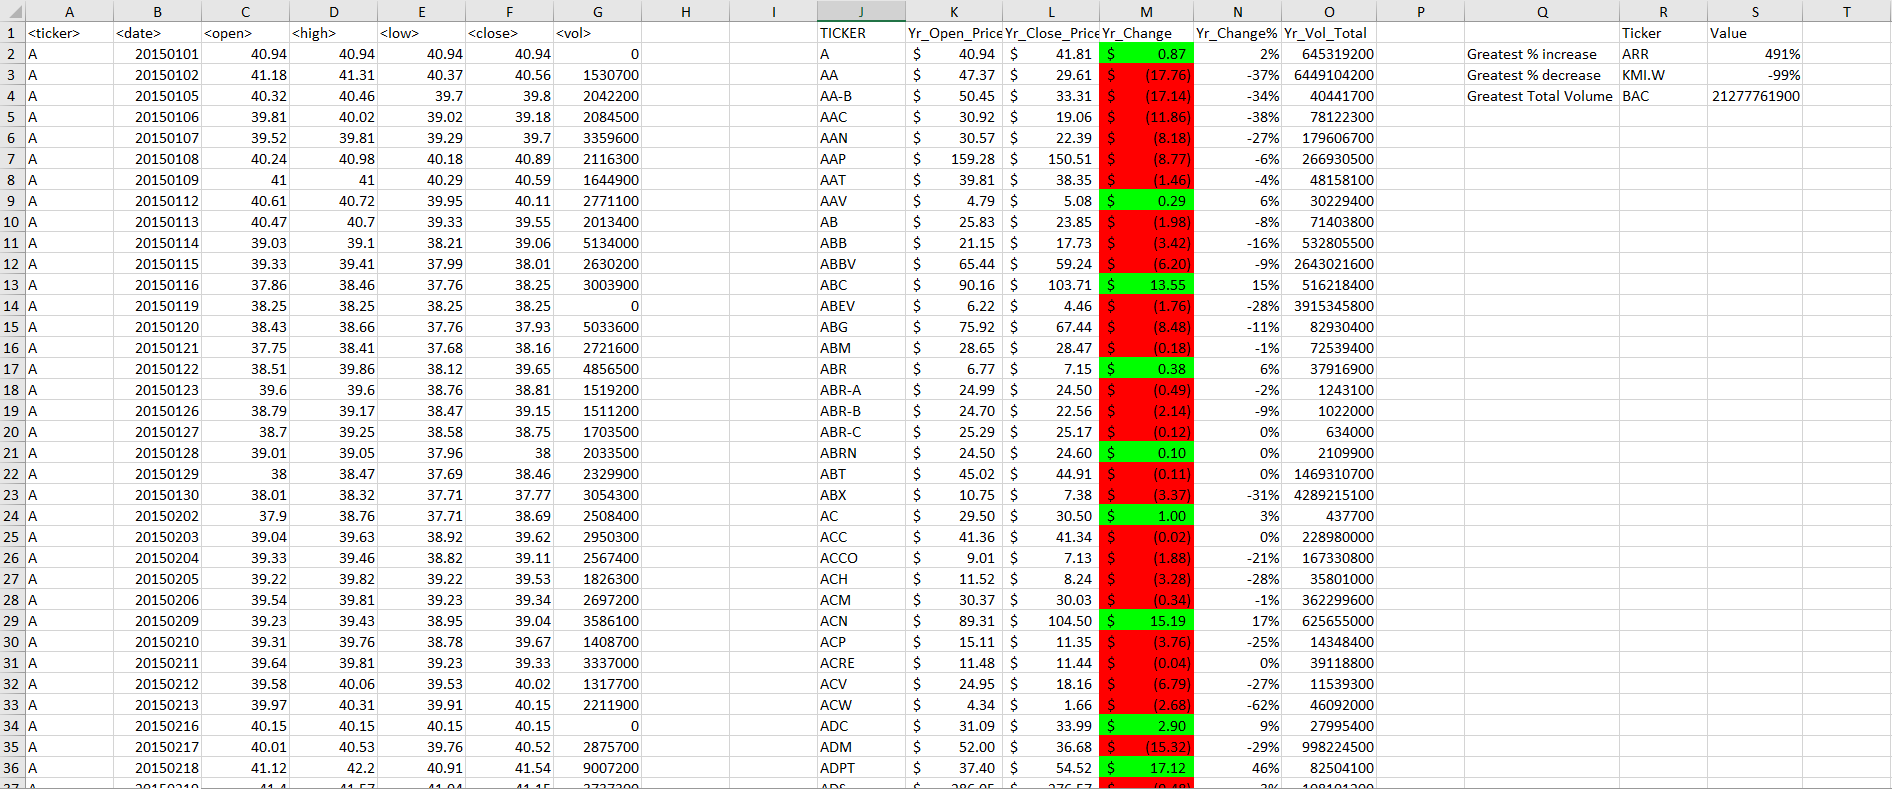 A B C D E F G H I J K L M N O P Q R S T
1 <ticker> <date> <open> <high> <low> <close> <vol> TICKER Yr_Open_Price Yr_Close_Price Yr_Change Yr_Change% Yr_Vol_Total Ticker Value
2 A 20150101 40.94 40.94 40.94 40.94 0 A $ 40.94 $ 41.81 $ 0.87 2% 645319200 Greatest % increase ARR 491%
3 A 20150102 41.18 41.31 40.37 40.56 1530700 AA $ 47.37 $ 29.61 $ (17.76) -37% 6449104200 Greatest % decrease KMI.W -99%
4 A 20150105 40.32 40.46 39.7 39.8 2042200 AA-B $ 50.45 $ 33.31 $ (17.14) -34% 40441700 Greatest Total Volume BAC 21277761900
5 A 20150106 39.81 40.02 39.02 39.18 2084500 AAC $ 30.92 $ 19.06 $ (11.86) -38% 78122300
6 A 20150107 39.52 39.81 39.29 39.7 3359600 AAN $ 30.57 $ 22.39 $ (8.18) -27% 179606700
7 A 20150108 40.24 40.98 40.18 40.89 2116300 AAP $ 159.28 $ 150.51 $ (8.77) -6% 266930500
8 A 20150109 41 41 40.29 40.59 1644900 AAT $ 39.81 $ 38.35 $ (1.46) -4% 48158100
9 A 20150112 40.61 40.72 39.95 40.11 2771100 AAV $ 4.79 $ 5.08 $ 0.29 6% 30229400
10 A 20150113 40.47 40.7 39.33 39.55 2013400 AB $ 25.83 $ 23.85 $ (1.98) -8% 71403800
11 A 20150114 39.03 39.1 38.21 39.06 5134000 ABB $ 21.15 $ 17.73 $ (3.42) -16% 532805500
12 A 20150115 39.33 39.41 37.99 38.01 2630200 ABBV $ 65.44 $ 59.24 $ (6.20) -9% 2643021600
13 A 20150116 37.86 38.46 37.76 38.25 3003900 ABC $ 90.16 $ 103.71 $ 13.55 15% 516218400
14 A 20150119 38.25 38.25 38.25 38.25 0 ABEV $ 6.22 $ 4.46 $ (1.76) -28% 3915345800
15 A 20150120 38.43 38.66 37.76 37.93 5033600 ABG $ 75.92 $ 67.44 $ (8.48) -11% 82930400
16 A 20150121 37.75 38.41 37.68 38.16 2721600 ABM $ 28.65 $ 28.47 $ (0.18) -1% 72539400
17 A 20150122 38.51 39.86 38.12 39.65 4856500 ABR $ 6.77 $ 7.15 $ 0.38 6% 37916900
18 A 20150123 39.6 39.6 38.76 38.81 1519200 ABR-A $ 24.99 $ 24.50 $ (0.49) -2% 1243100
19 A 20150126 38.79 39.17 38.47 39.15 1511200 ABR-B $ 24.70 $ 22.56 $ (2.14) -9% 1022000
20 A 20150127 38.7 39.25 38.58 38.75 1703500 ABR-C $ 25.29 $ 25.17 $ (0.12) 0% 634000
21 A 20150128 39.01 39.05 37.96 38 2033500 ABRN $ 24.50 $ 24.60 $ 0.10 0% 2109900
22 A 20150129 38 38.47 37.69 38.46 2329900 ABT $ 45.02 $ 44.91 $ (0.11) 0% 1469310700
23 A 20150130 38.01 38.32 37.71 37.77 3054300 ABX $ 10.75 $ 7.38 $ (3.37) -31% 4289215100
24 A 20150202 37.9 38.76 37.71 38.69 2508400 AC $ 29.50 $ 30.50 $ 1.00 3% 437700
25 A 20150203 39.04 39.63 38.92 39.62 2950300 ACC $ 41.36 $ 41.34 $ (0.02) 0% 228980000
26 A 20150204 39.33 39.46 38.82 39.11 2567400 ACCO $ 9.01 $ 7.13 $ (1.88) -21% 167330800
27 A 20150205 39.22 39.82 39.22 39.53 1826300 ACH $ 11.52 $ 8.24 $ (3.28) -28% 35801000
28 A 20150206 39.54 39.81 39.23 39.34 2697200 ACM $ 30.37 $ 30.03 $ (0.34) -1% 362299600
29 A 20150209 39.23 39.43 38.95 39.04 3586100 ACN $ 89.31 $ 104.50 $ 15.19 17% 625655000
30 A 20150210 39.31 39.76 38.78 39.67 1408700 ACP $ 15.11 $ 11.35 $ (3.76) -25% 14348400
31 A 20150211 39.64 39.81 39.23 39.33 3337000 ACRE $ 11.48 $ 11.44 $ (0.04) 0% 39118800
32 A 20150212 39.58 40.06 39.53 40.02 1317700 ACV $ 24.95 $ 18.16 $ (6.79) -27% 11539300
33 A 20150213 39.97 40.31 39.91 40.15 2211900 ACW $ 4.34 $ 1.66 $ (2.68) -62% 46092000
34 A 20150216 40.15 40.15 40.15 40.15 0 ADC $ 31.09 $ 33.99 $ 2.90 9% 27995400
35 A 20150217 40.01 40.53 39.76 40.52 2875700 ADM $ 52.00 $ 36.68 $ (15.32) -29% 998224500
36 A 20150218 41.12 42.2 40.91 41.54 9007200 ADPT $ 37.40 $ 54.52 $ 17.12 46% 82504100